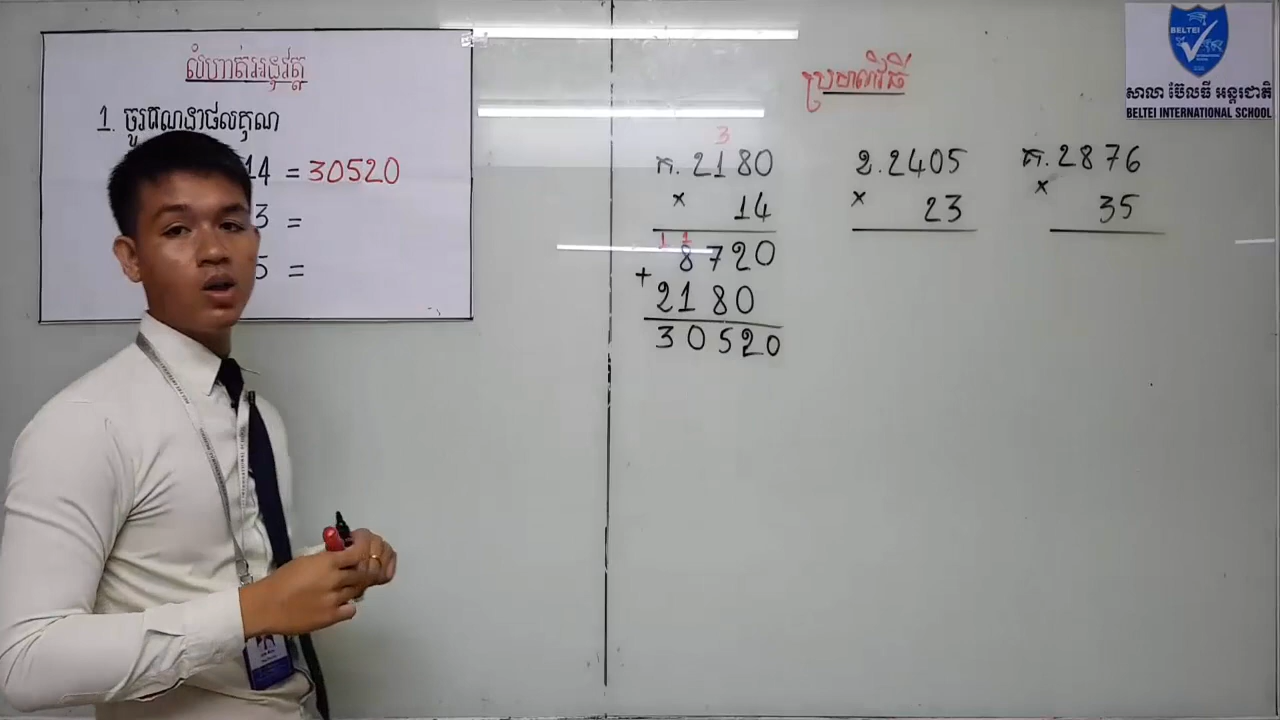 លំហាត់អនុវត្ត
1. ចូរគណនាផលគុណ
14 = 30520
3 =
5 =
ប្រមាណវិធី
3
ក. 2180
× 14
1 1
8720
+
2180
30520
ខ. 2405
× 23
គ. 2876
× 35
BELTEI
សាលា ប៊ែលធី អន្តរជាតិ
BELTEI INTERNATIONAL SCHOOL